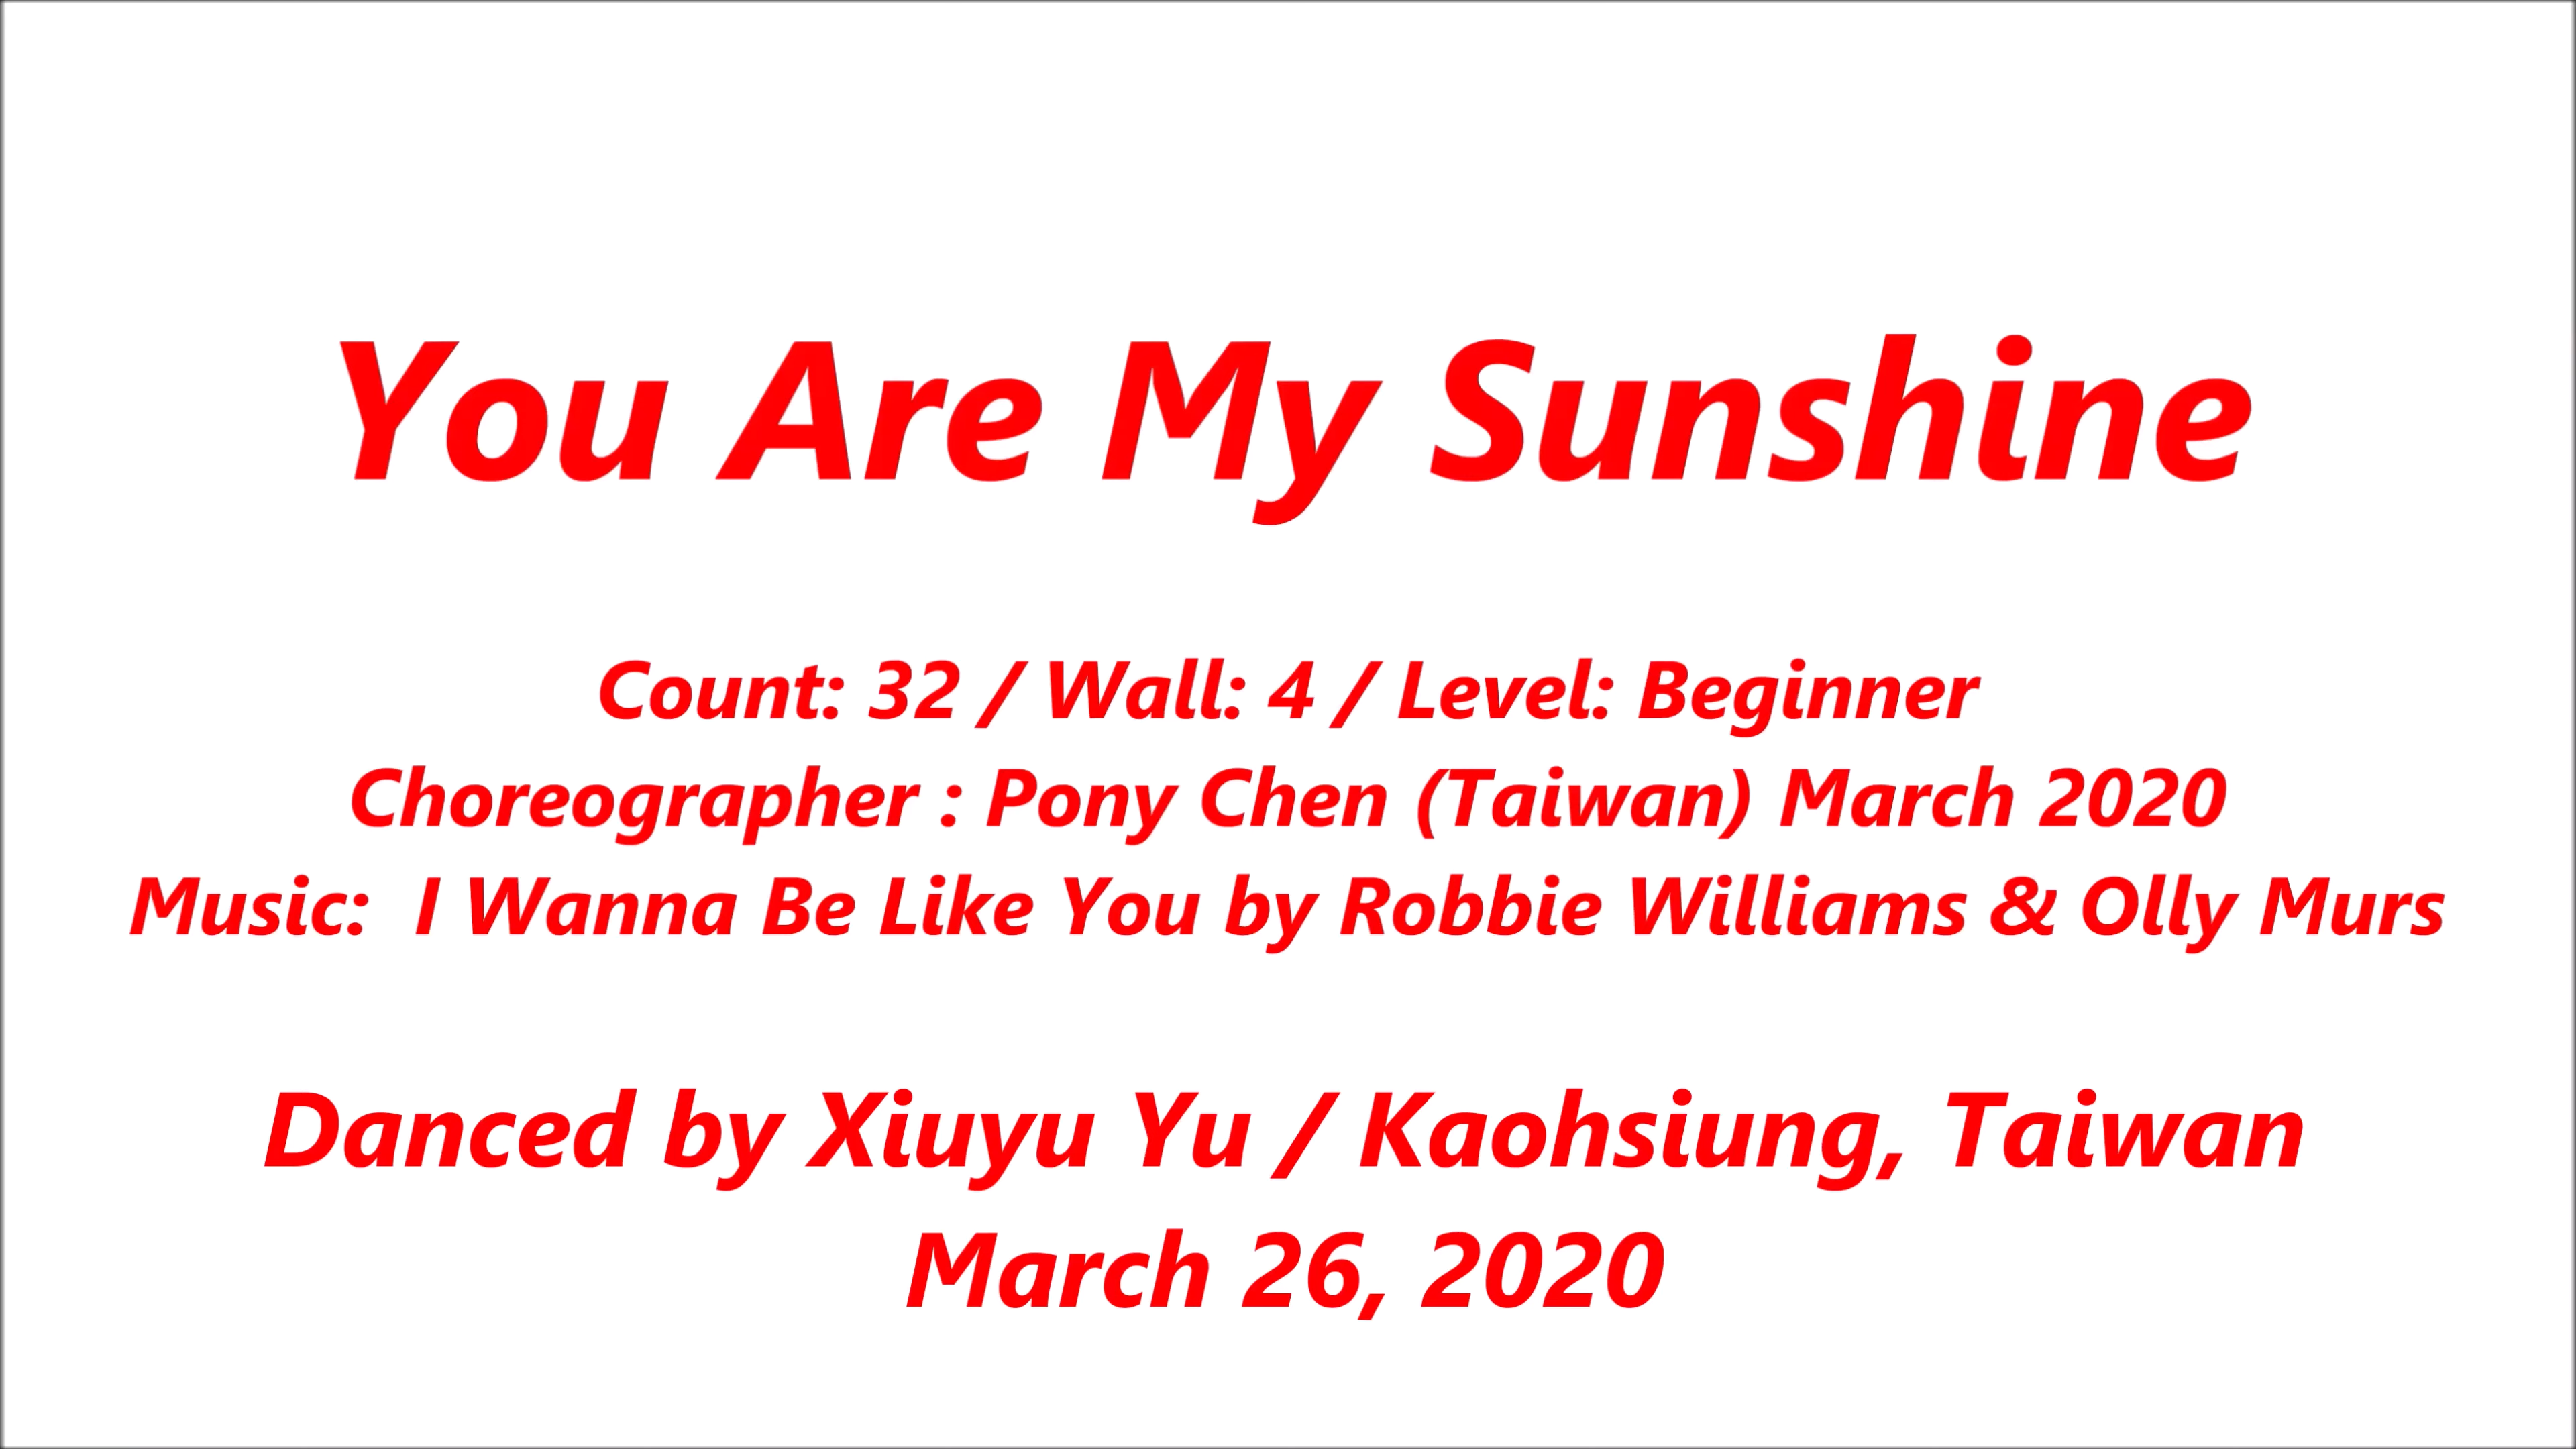 You Are My Sunshine
Count: 32 / Wall: 4 / Level: Beginner
Choreographer : Pony Chen (Taiwan) March 2020
Music:  I Wanna Be Like You by Robbie Williams & Olly Murs
Danced by Xiuyu Yu / Kaohsiung, Taiwan
March 26, 2020